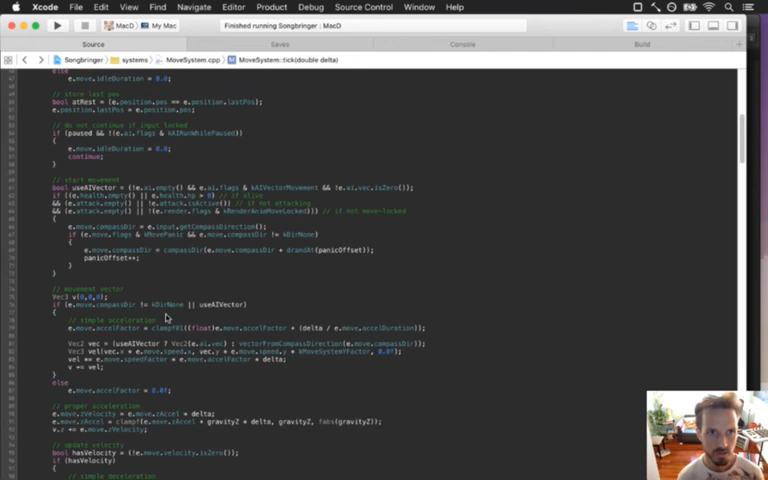 Xcode File Edit View Find Navigate Editor Product Debug Source Control Window Help
MacD My Mac Finished running Songbringer | MacD
Source Saves Console Build
Songbringer systems MoveSystem.cpp MoveSystem::tick(double delta)
else
e.move.idleDuration = 0.0;
// store last pos
bool atRest = (e.position.pos == e.position.lastPos);
e.position.lastPos = e.position.pos;
// do not continue if input locked
if (paused && !(e.ai.flags & kAIRunWhilePaused))
{
e.move.idleDuration = 0.0;
continue;
}
// start movement
bool useAIVector = (!e.ai.empty() && e.ai.flags & kAIVectorMovement && !e.ai.vec.isZero());
if ((e.health.empty() || e.health.hp > 0) // if alive
&& (e.attack.empty() || !e.attack.isActive()) // if not attacking
&& (e.attack.empty() || !(e.render.flags & kRenderAnimMoveLocked))) // if not move-locked
{
e.move.compassDir = e.input.getCompassDirection();
if (e.move.flags & kMovePanic && e.move.compassDir != kDirNone)
{
e.move.compassDir = compassDir(e.move.compassDir + drandAt(panicOffset));
panicOffset++;
}
}
// movement vector
Vec3 v(0,0,0);
if (e.move.compassDir != kDirNone || useAIVector)
{
// simple acceleration
e.move.accelFactor = clampf01((float)e.move.accelFactor + (delta / e.move.accelDuration));
Vec2 vec = (useAIVector ? Vec2(e.ai.vec) : vectorFromCompassDirection(e.move.compassDir));
Vec3 vel(vec.x * e.move.speed.x, vec.y * e.move.speed.y * kMoveSystemYFactor, 0.0f);
vel *= e.move.speedFactor * e.move.accelFactor * delta;
v += vel;
}
else
e.move.accelFactor = 0.0f;
// proper acceleration
e.move.zVelocity += e.move.zAccel * delta;
e.move.zAccel = clampf(e.move.zAccel + gravityZ * delta, gravityZ, fabs(gravityZ));
v.z += e.move.zVelocity;
// update velocity
bool hasVelocity = (!e.move.velocity.isZero());
if (hasVelocity)
{
// simple deceleration